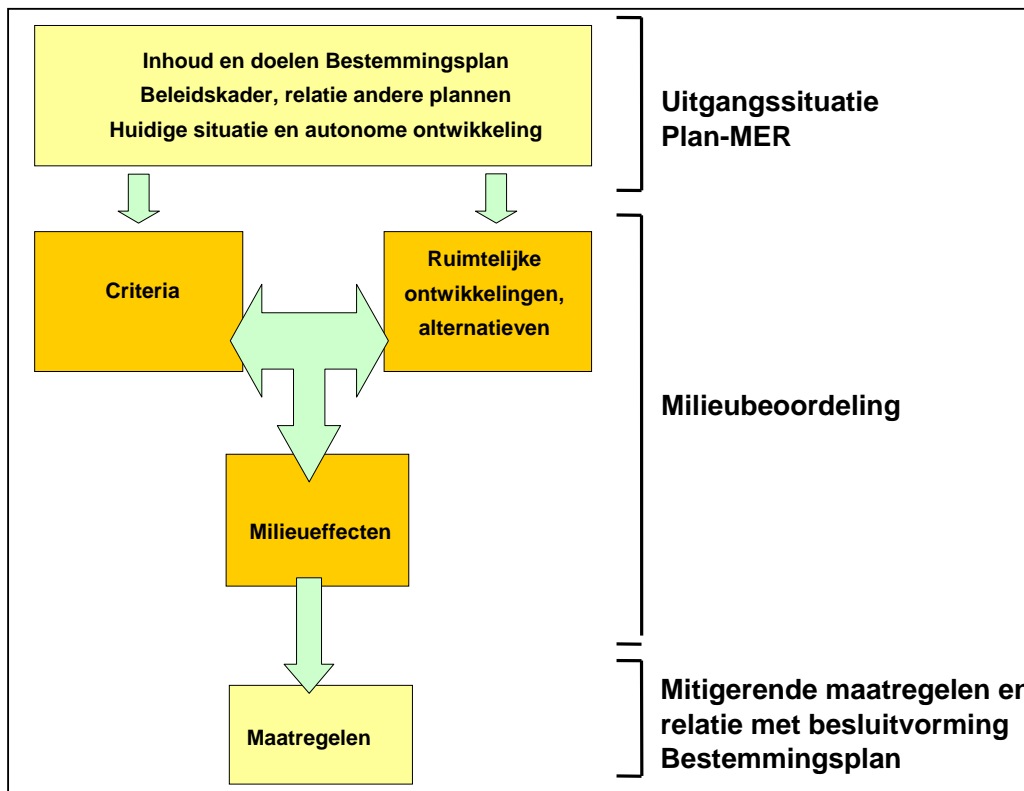 Inhoud en doelen Bestemmingsplan
Beleidskader, relatie andere plannen
Huidige situatie en autonome ontwikkeling
Uitgangssituatie
Plan-MER
Criteria
Ruimtelijke
ontwikkelingen,
alternatieven
Milieubeoordeling
Milieueffecten
Maatregelen
Mitigerende maatregelen en
relatie met besluitvorming
Bestemmingsplan